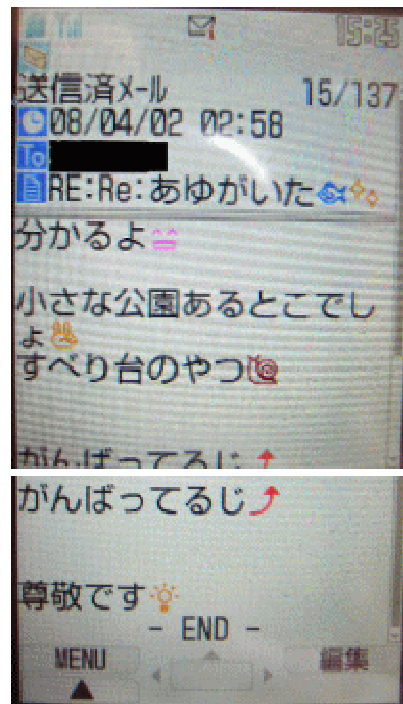 15:25
送信済メール 15/137
08/04/02 02:58
To
RE:Re:あゆがいた
分かるよ
小さな公園あるとこでし
ょ
すべり台のやつ
がんばってるじ
がんばってるじ
尊敬です
- END -
MENU 編集